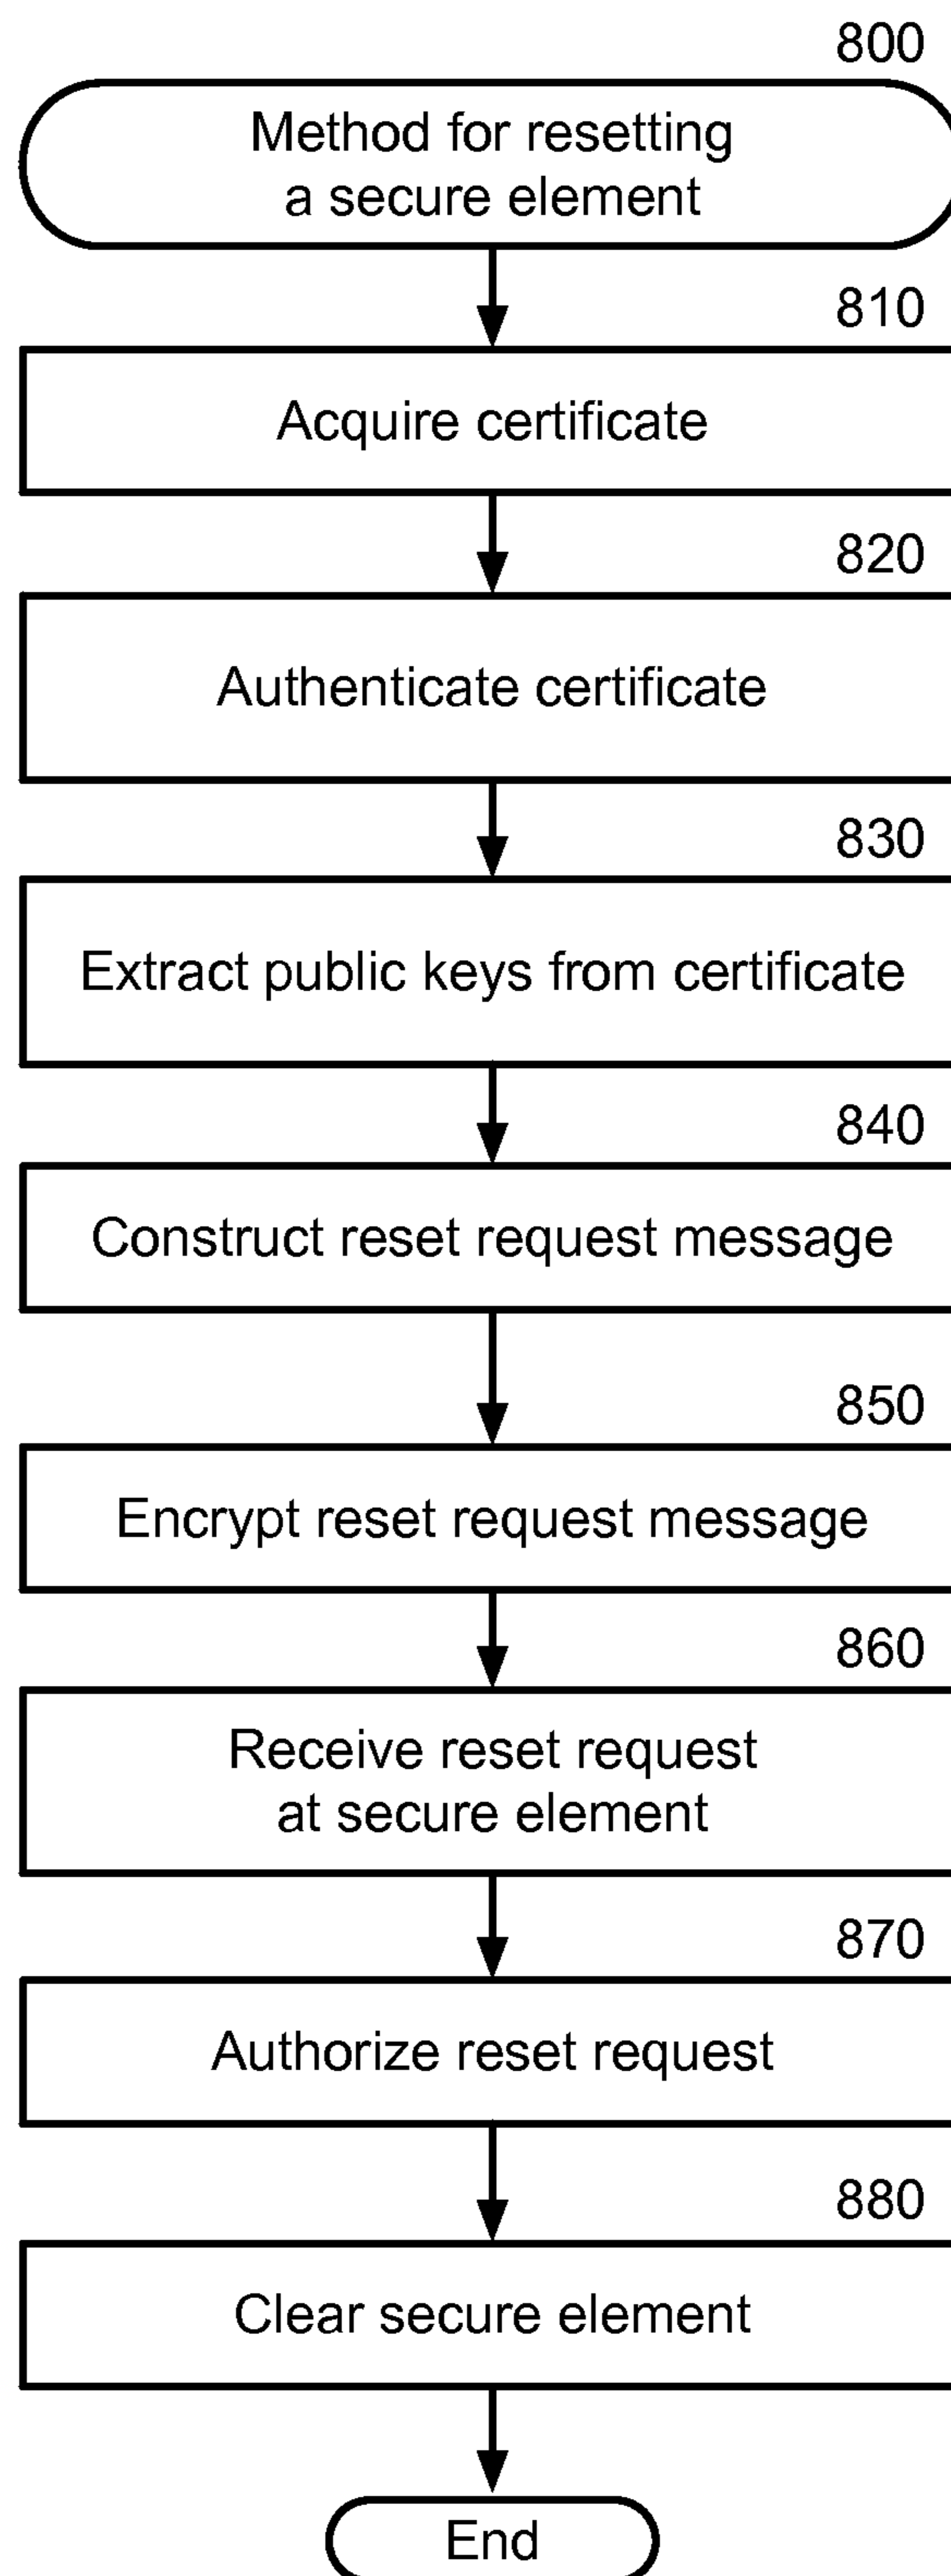 800
Method for resetting
a secure element
810
Acquire certificate
820
Authenticate certificate
830
Extract public keys from certificate
840
Construct reset request message
850
Encrypt reset request message
860
Receive reset request
at secure element
870
Authorize reset request
880
Clear secure element
End